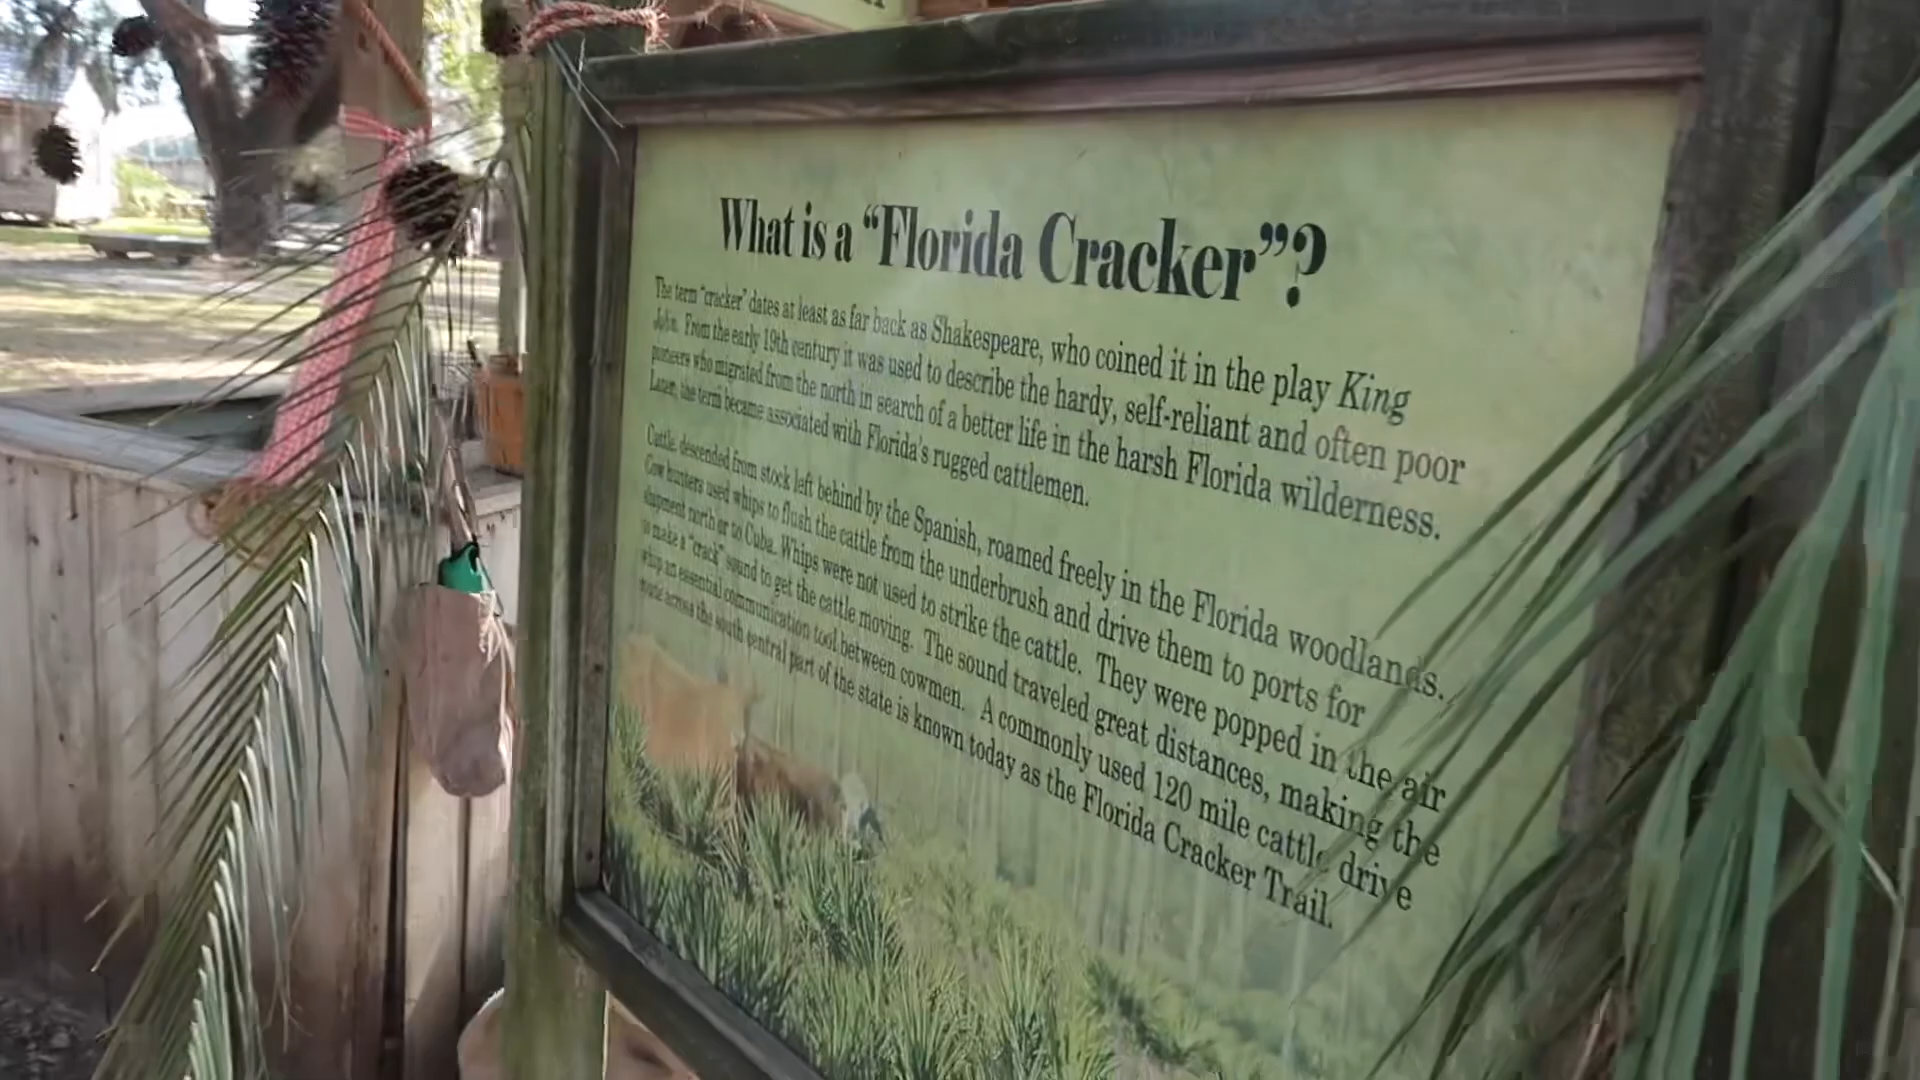 What is a “Florida Cracker”?
The term “cracker” dates at least as far back as Shakespeare, who coined it in the play King
John. From the early 19th century it was used to describe the hardy, self-reliant and often poor
pioneers who migrated from the north in search of a better life in the harsh Florida wilderness.
Later, the term became associated with Florida's rugged cattlemen.
Cattle, descended from stock left behind by the Spanish, roamed freely in the Florida woodlands.
Cow hunters used whips to flush the cattle from the underbrush and drive them to ports for
shipment north or to Cuba. Whips were not used to strike the cattle. They were popped in the air
to make a “crack” sound to get the cattle moving. The sound traveled great distances, making the
whip an essential communication tool between cowmen. A commonly used 120 mile cattle drive
route across the south central part of the state is known today as the Florida Cracker Trail.